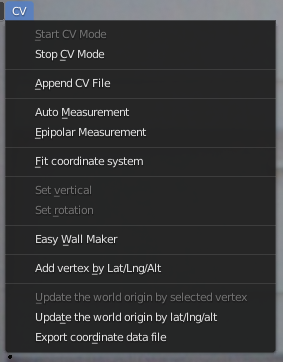 CV
Start CV Mode
Stop CV Mode
Append CV File
Auto Measurement
Epipolar Measurement
Fit coordinate system
Set vertical
Set rotation
Easy Wall Maker
Add vertex by Lat/Lng/Alt
Update the world origin by selected vertex
Update the world origin by lat/lng/alt
Export coordinate data file